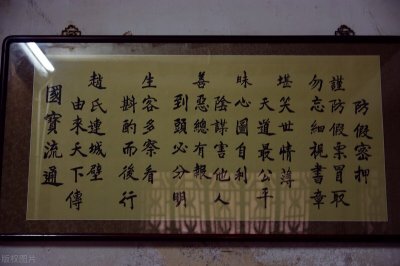 防假密押
謹防假票冒取
勿忘細視書章
堪笑世情薄
天道最公平
昧心圖自利
陰謀害他人
善惡總有報
到頭必分明
生客多察看
斟酌而後行
趙氏連城璧
由來天下傳
國寶流通
版权图片